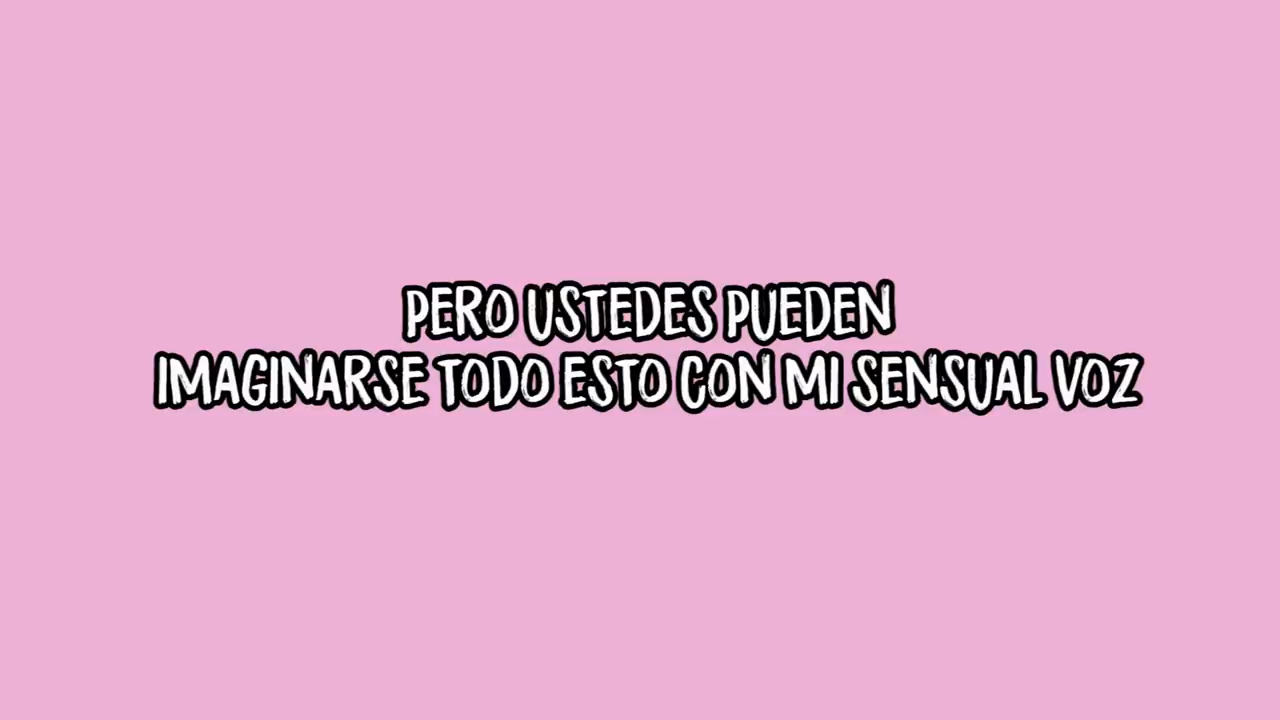 PERO USTEDES PUEDEN
IMAGINARSE TODO ESTO CON MI SENSUAL VOZ